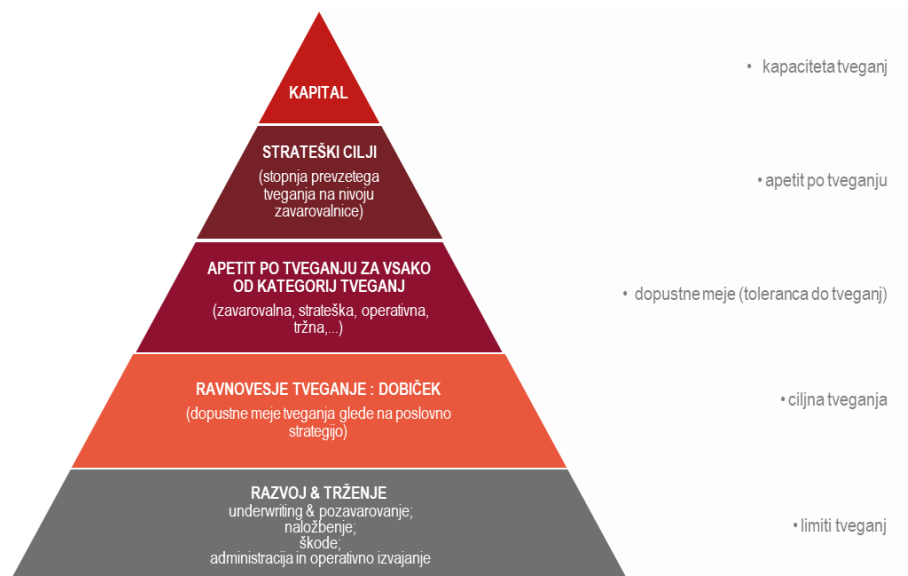 KAPITAL
• kapaciteta tveganj
STRATEŠKI CILJI
(stopnja prevzetega
tveganja na nivoju
zavarovalnice)
• apetit po tveganju
APETIT PO TVEGANJU ZA VSAKO
OD KATEGORIJ TVEGANJ
(zavarovalna, strateška, operativna,
tržna,...)
• dopustne meje (toleranca do tveganj)
RAVNOVESJE TVEGANJE : DOBIČEK
(dopustne meje tveganja glede na poslovno
strategijo)
• ciljna tveganja
RAZVOJ & TRŽENJE
underwriting & pozavarovanje;
naložbenje;
škode;
administracija in operativno izvajanje
• limiti tveganj